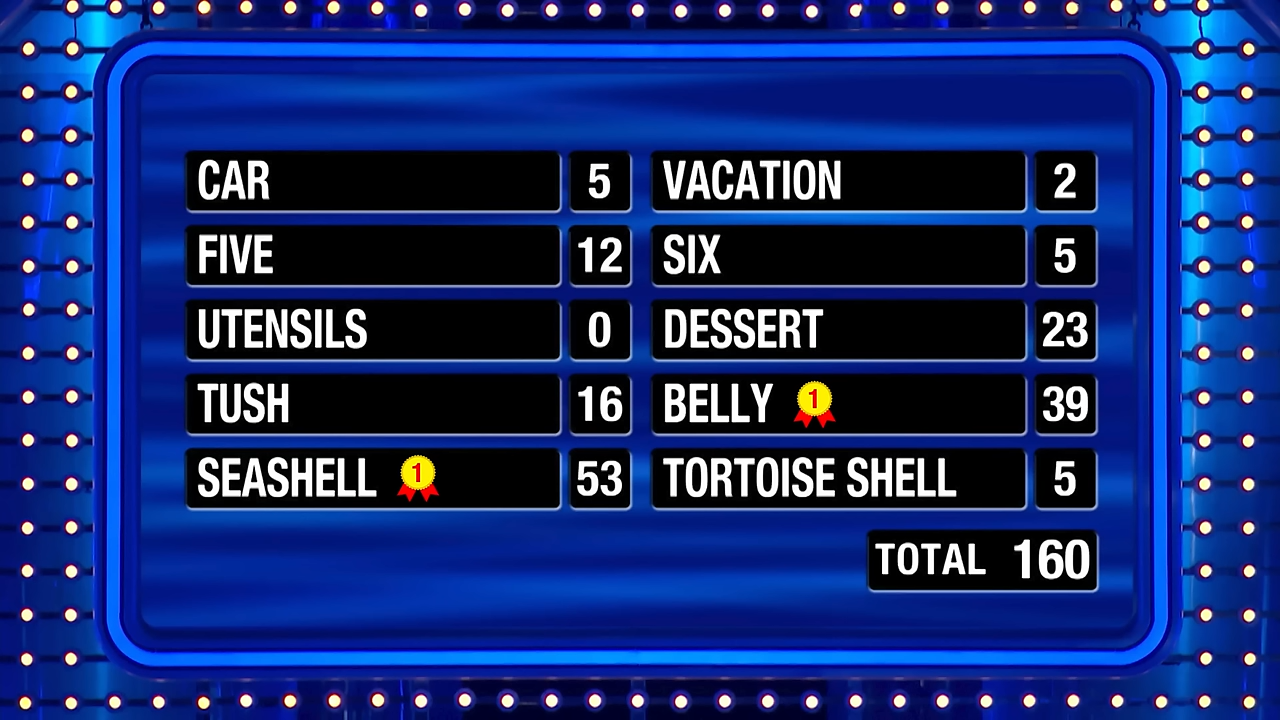 CAR 5 VACATION 2
FIVE 12 SIX 5
UTENSILS 0 DESSERT 23
TUSH 16 BELLY 1 39
SEASHELL 1 53 TORTOISE SHELL 5
TOTAL 160